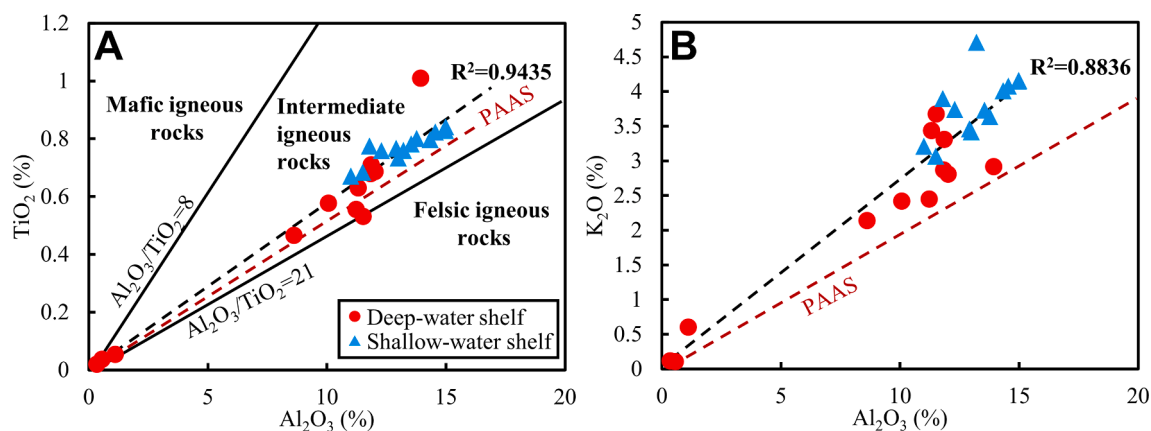 A
1.2
1
0.8
0.6
0.4
0.2
0
TiO₂ (%)
Mafic igneous
rocks
Intermediate
igneous
rocks
R²=0.9435
PAAS
Felsic igneous
rocks
Al₂O₃/TiO₂=8
Al₂O₃/TiO₂=21
Deep-water shelf
Shallow-water shelf
0 5 10 15 20
Al₂O₃ (%)
B
5
4.5
4
3.5
3
2.5
2
1.5
1
0.5
0
K₂O (%)
R²=0.8836
PAAS
0 5 10 15 20
Al₂O₃ (%)